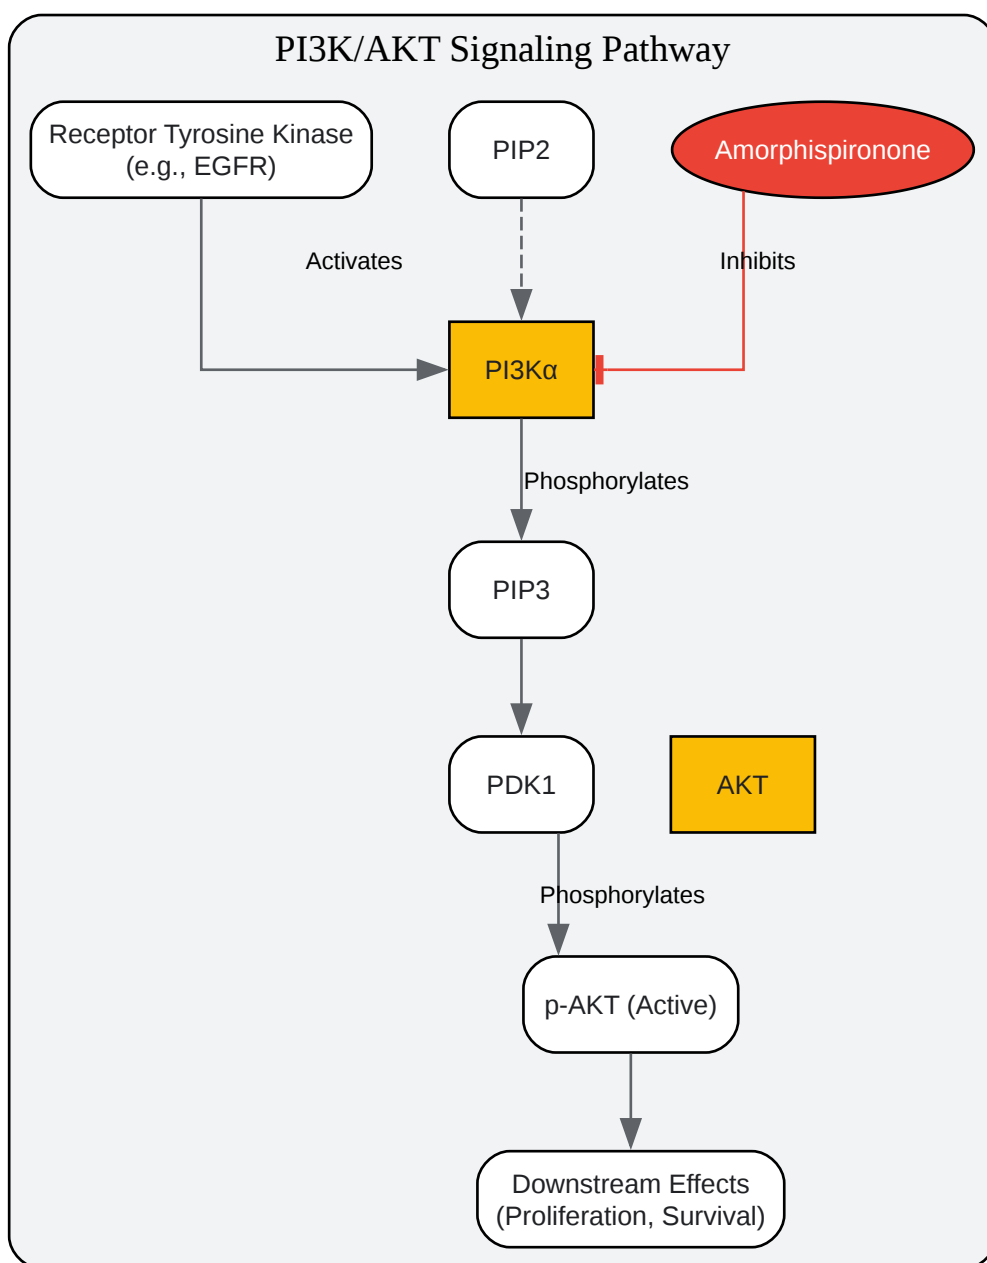 PI3K/AKT Signaling Pathway
Receptor Tyrosine Kinase
(e.g., EGFR)
PIP2
Amorphispironone
Activates
Inhibits
PI3Kα
Phosphorylates
PIP3
PDK1
AKT
Phosphorylates
p-AKT (Active)
Downstream Effects
(Proliferation, Survival)